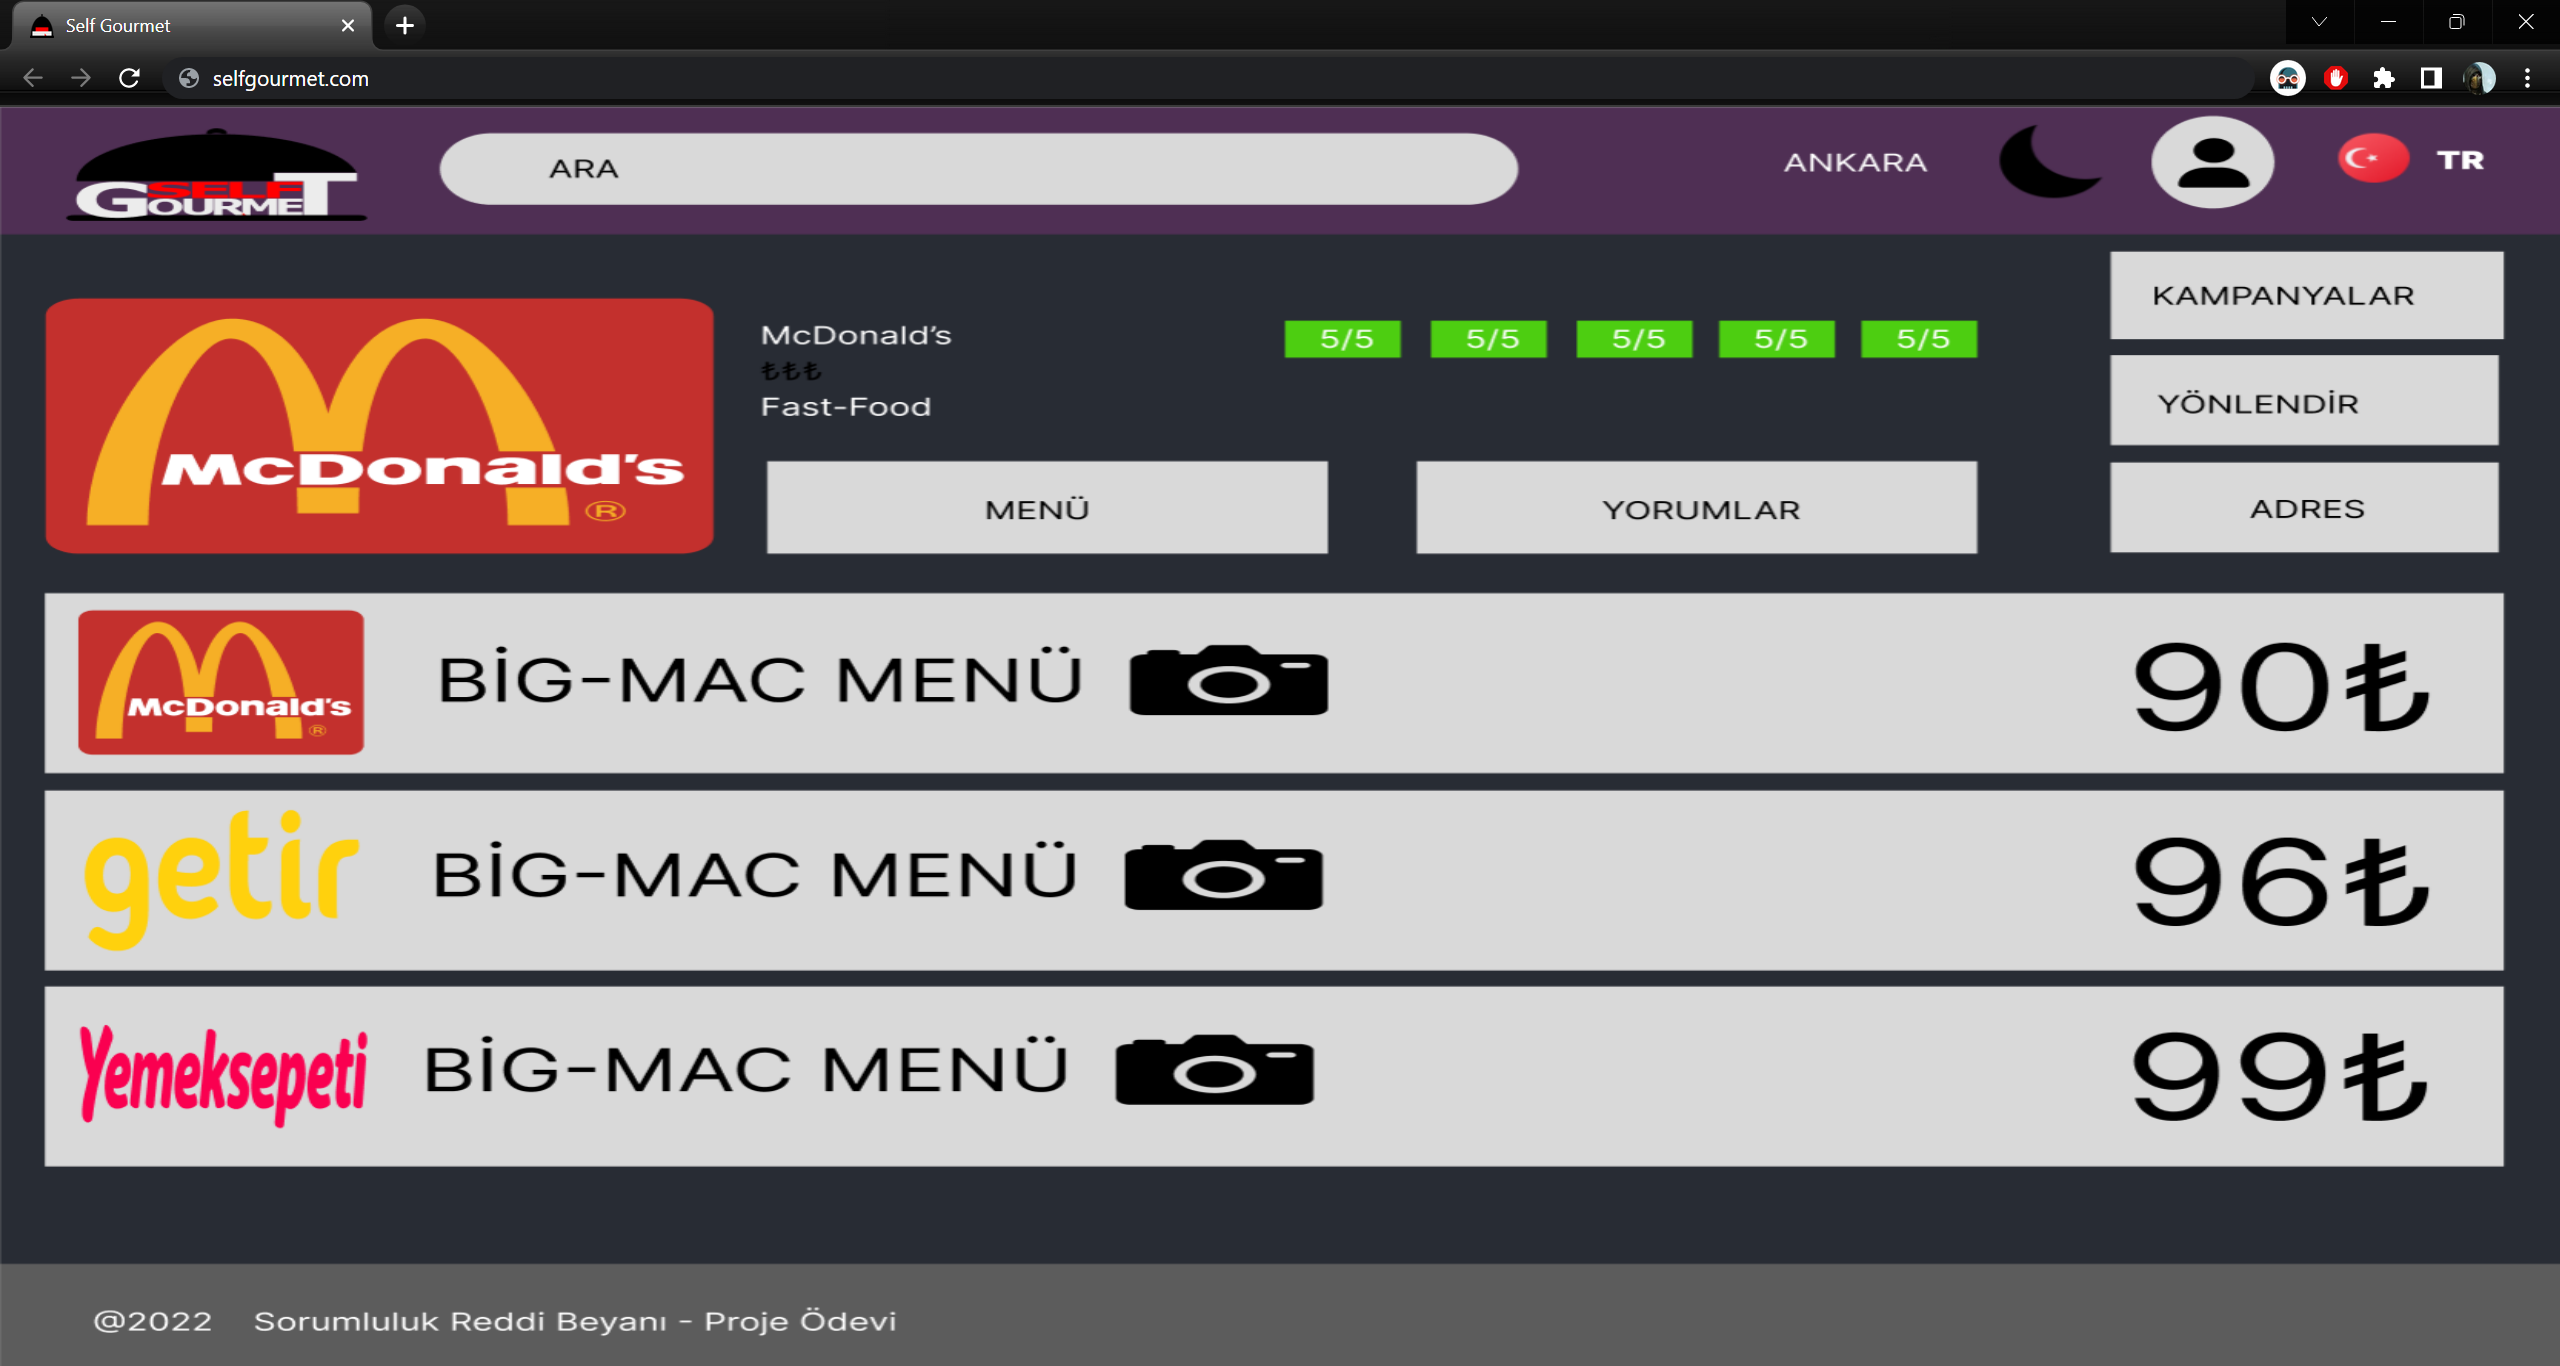 Self Gourmet
selfgourmet.com
SELF
GOURMET
ARA
ANKARA
TR
McDonald's
®
McDonald’s
₺₺₺
Fast-Food
5/5 5/5 5/5 5/5 5/5
MENÜ
YORUMLAR
KAMPANYALAR
YÖNLENDİR
ADRES
McDonald's
®
BİG-MAC MENÜ
90₺
getir
BİG-MAC MENÜ
96₺
Yemeksepeti
BİG-MAC MENÜ
99₺
@2022 Sorumluluk Reddi Beyanı - Proje Ödevi